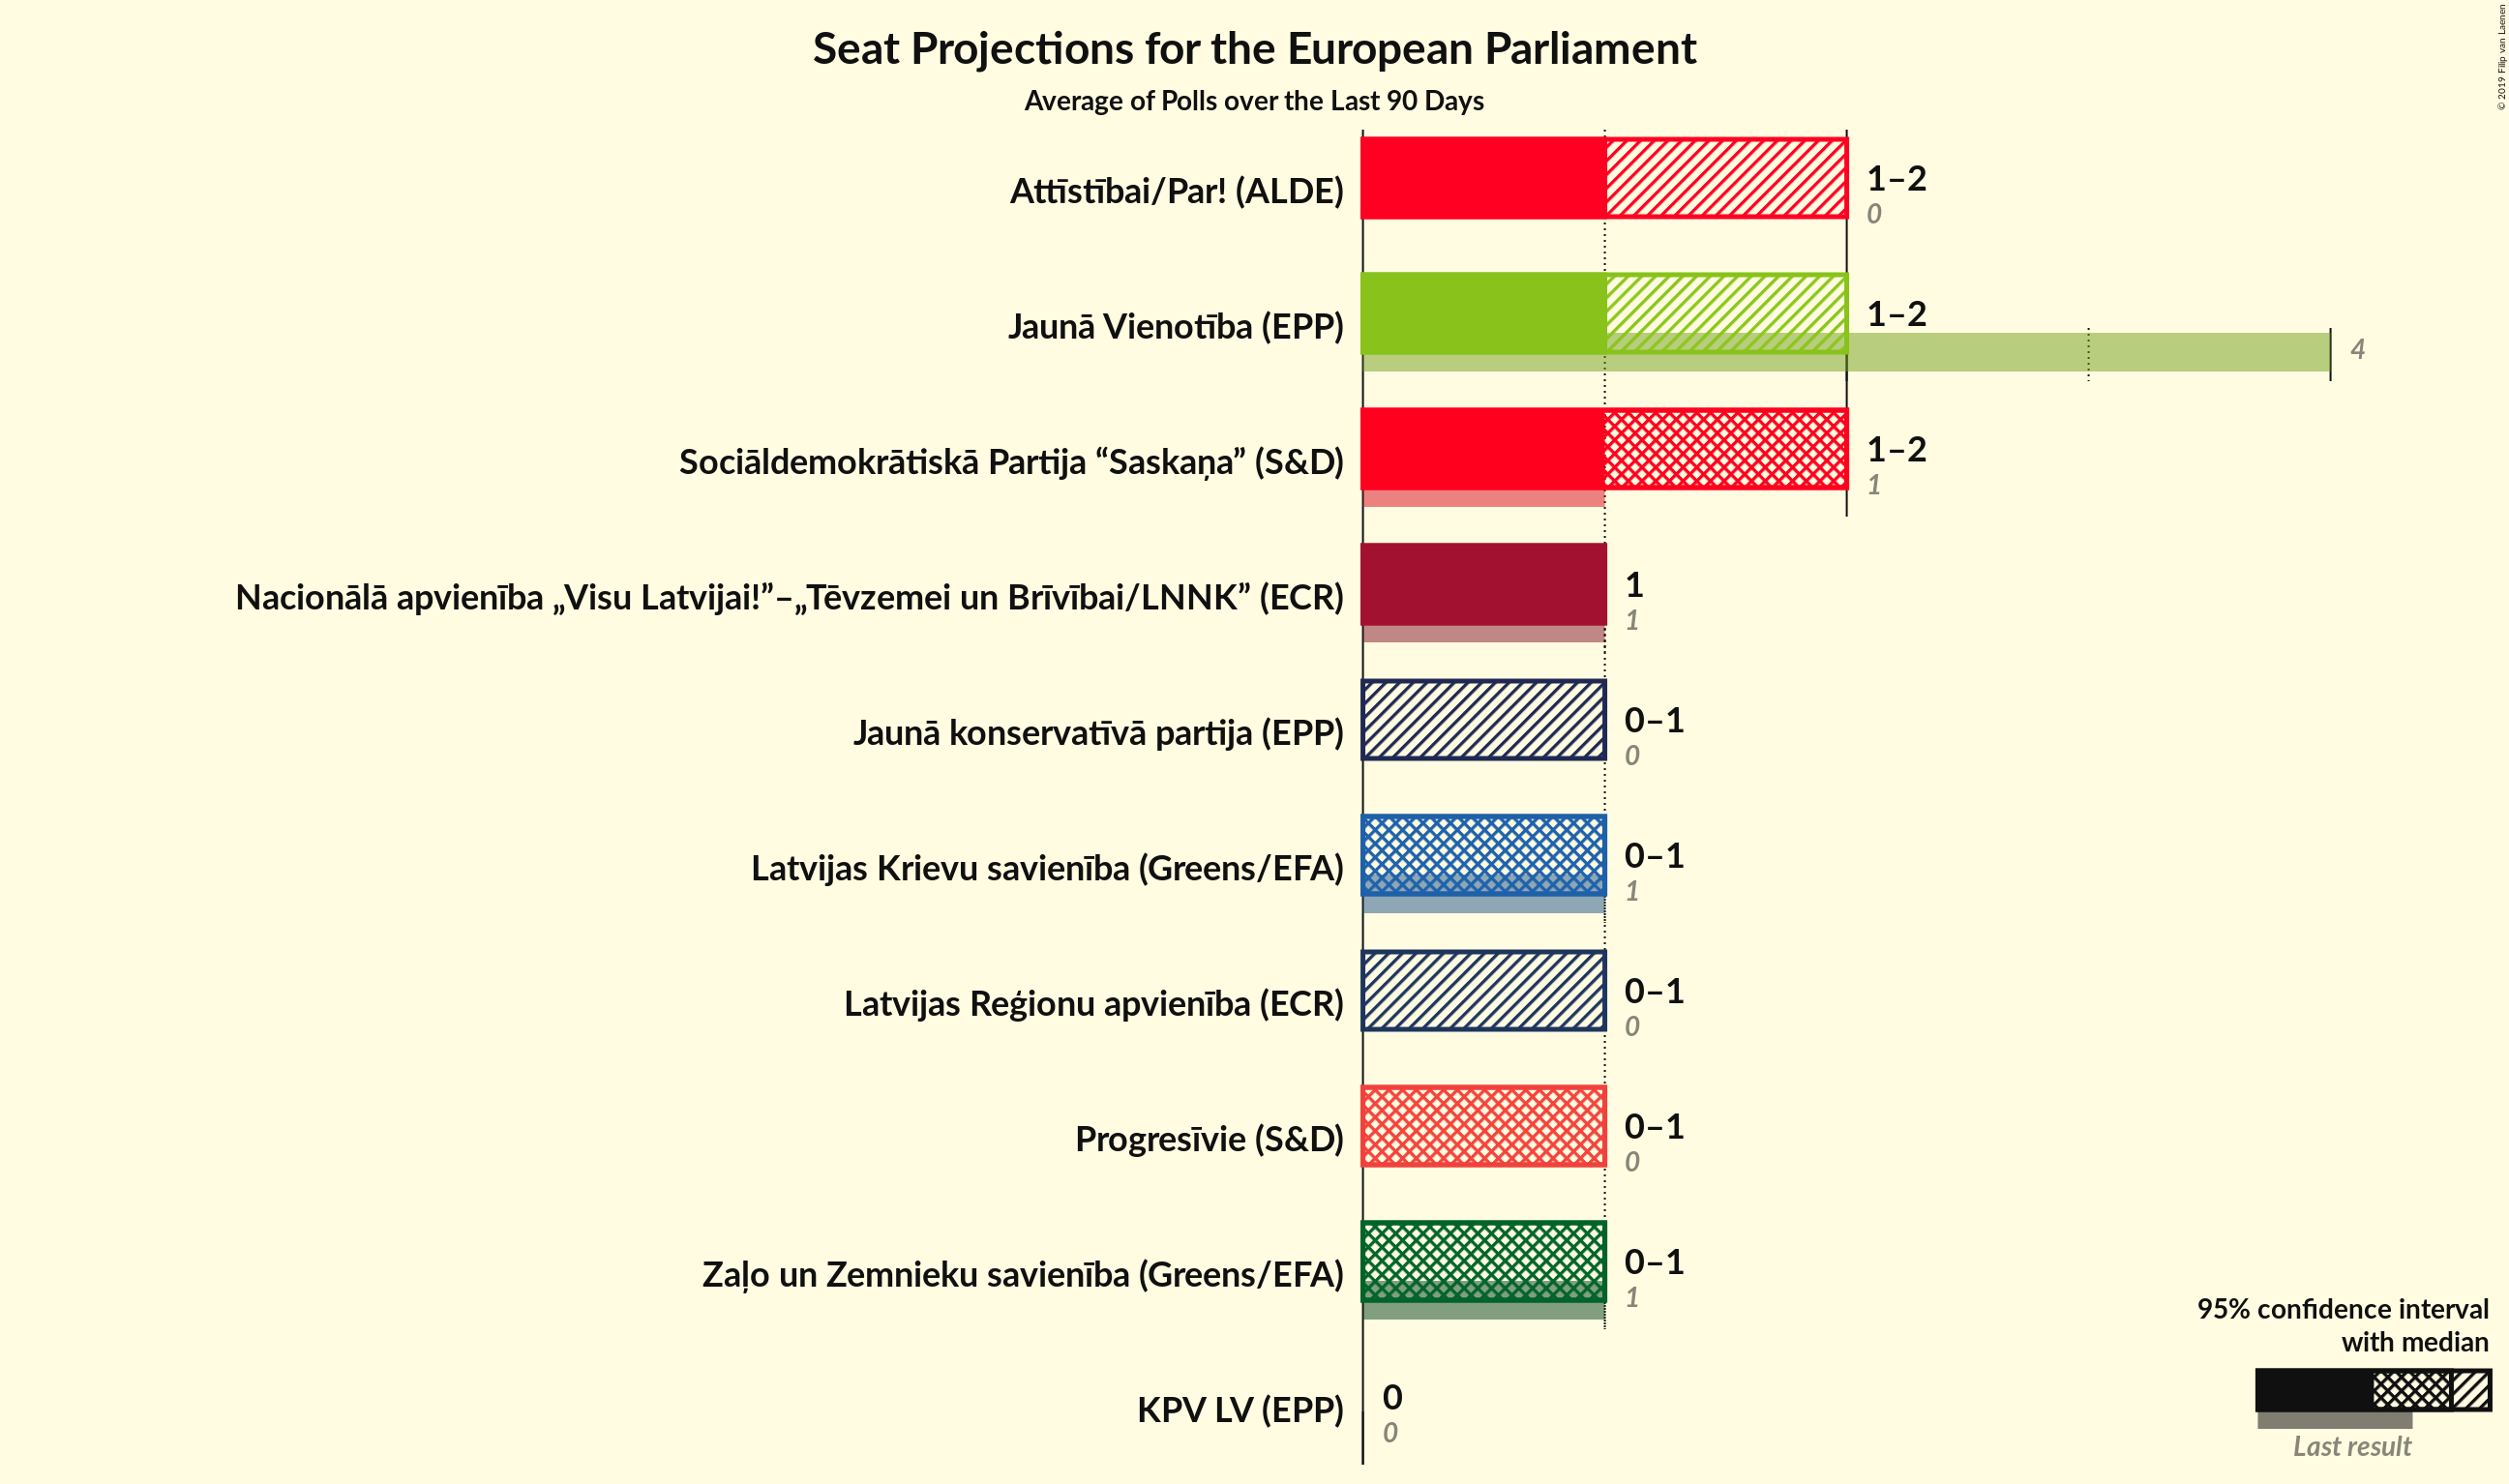 Seat Projections for the European Parliament
Average of Polls over the Last 90 Days
© 2019 Filip van Laenen
Attīstībai/Par! (ALDE)
1–2
0
Jaunā Vienotība (EPP)
1–2
4
Sociāldemokrātiskā Partija “Saskaņa” (S&D)
1–2
1
Nacionālā apvienība „Visu Latvijai!”–„Tēvzemei un Brīvībai/LNNK” (ECR)
1
1
Jaunā konservatīvā partija (EPP)
0–1
0
Latvijas Krievu savienība (Greens/EFA)
0–1
1
Latvijas Reģionu apvienība (ECR)
0–1
0
Progresīvie (S&D)
0–1
0
Zaļo un Zemnieku savienība (Greens/EFA)
0–1
1
KPV LV (EPP)
0
0
95% confidence interval
with median
Last result